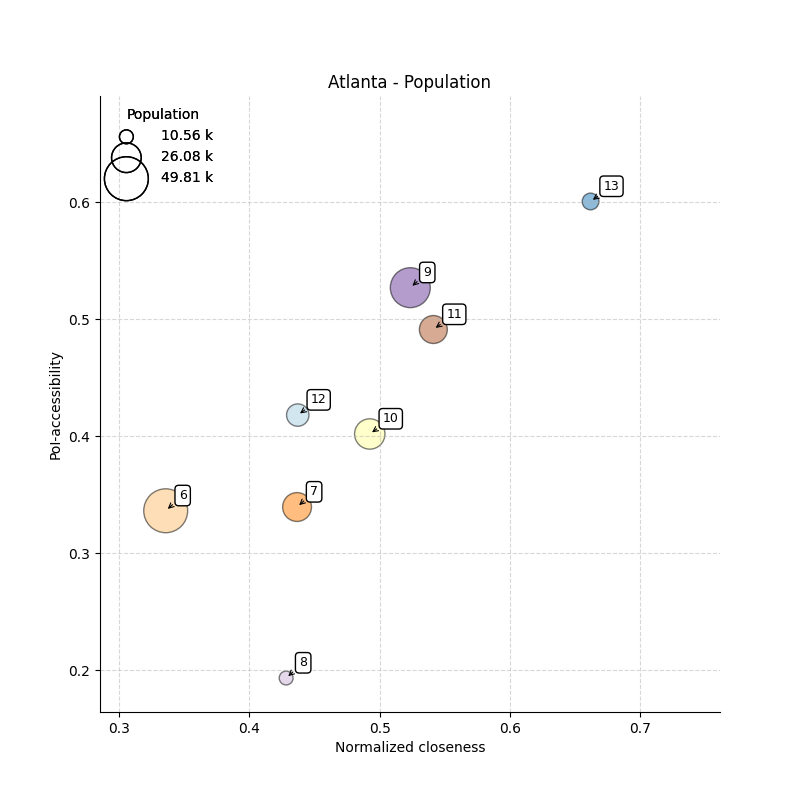 Atlanta - Population
Population
10.56 k
26.08 k
49.81 k
13
9
11
12
10
6
7
8
0.6
0.5
0.4
0.3
0.2
PoI-accessibility
0.3 0.4 0.5 0.6 0.7
Normalized closeness